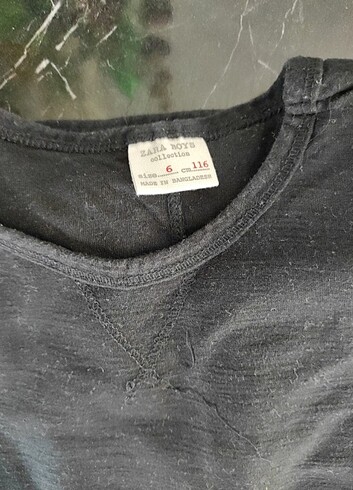 ZARA BOYS
collection
size 6 cm 116
MADE IN BANGLADESH